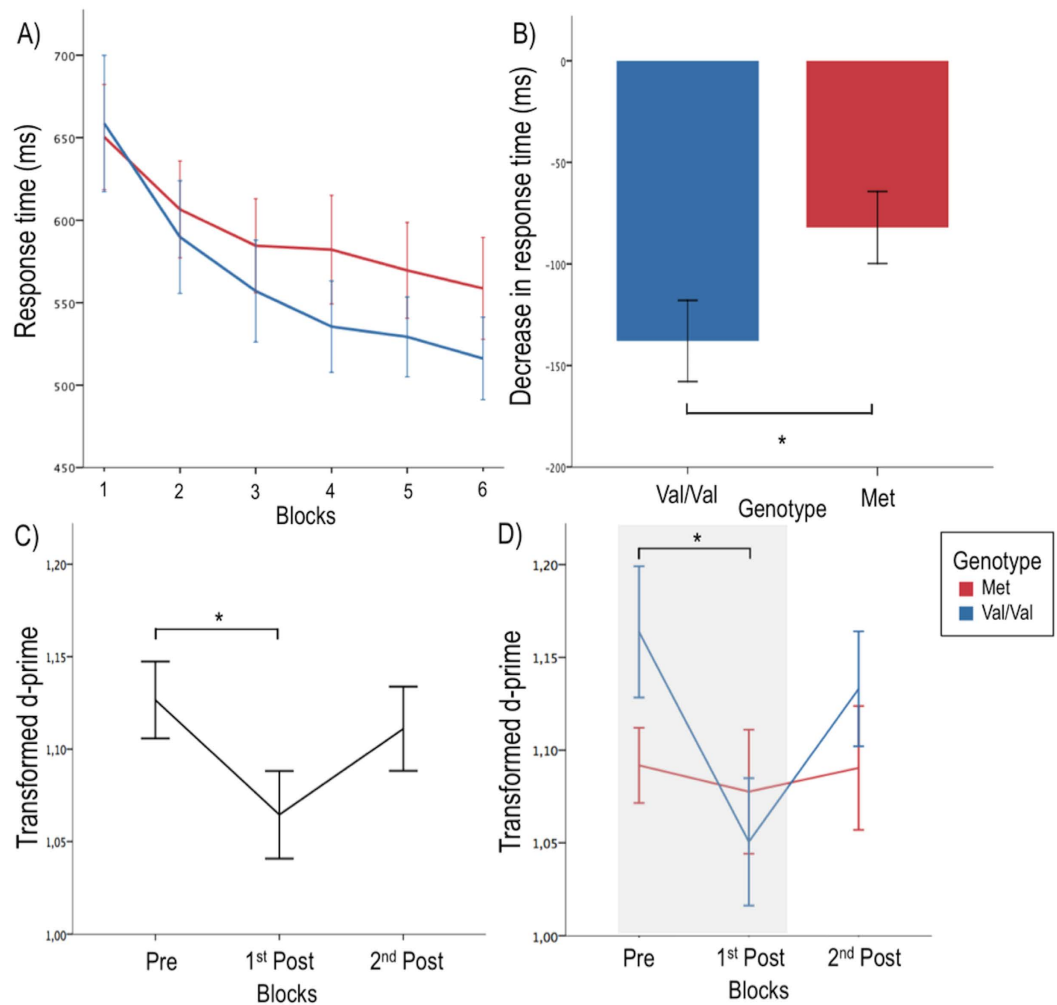 A)
700
650
600
550
500
450
Response time (ms)
1 2 3 4 5 6
Blocks
B)
0
-50
-100
-150
-200
Decrease in response time (ms)
*
Val/Val Met
Genotype
C)
1,20
1,15
1,10
1,05
1,00
Transformed d-prime
*
Pre 1st Post 2nd Post
Blocks
D)
1,20
1,15
1,10
1,05
1,00
Transformed d-prime
*
Pre 1st Post 2nd Post
Blocks
Genotype
Met
Val/Val